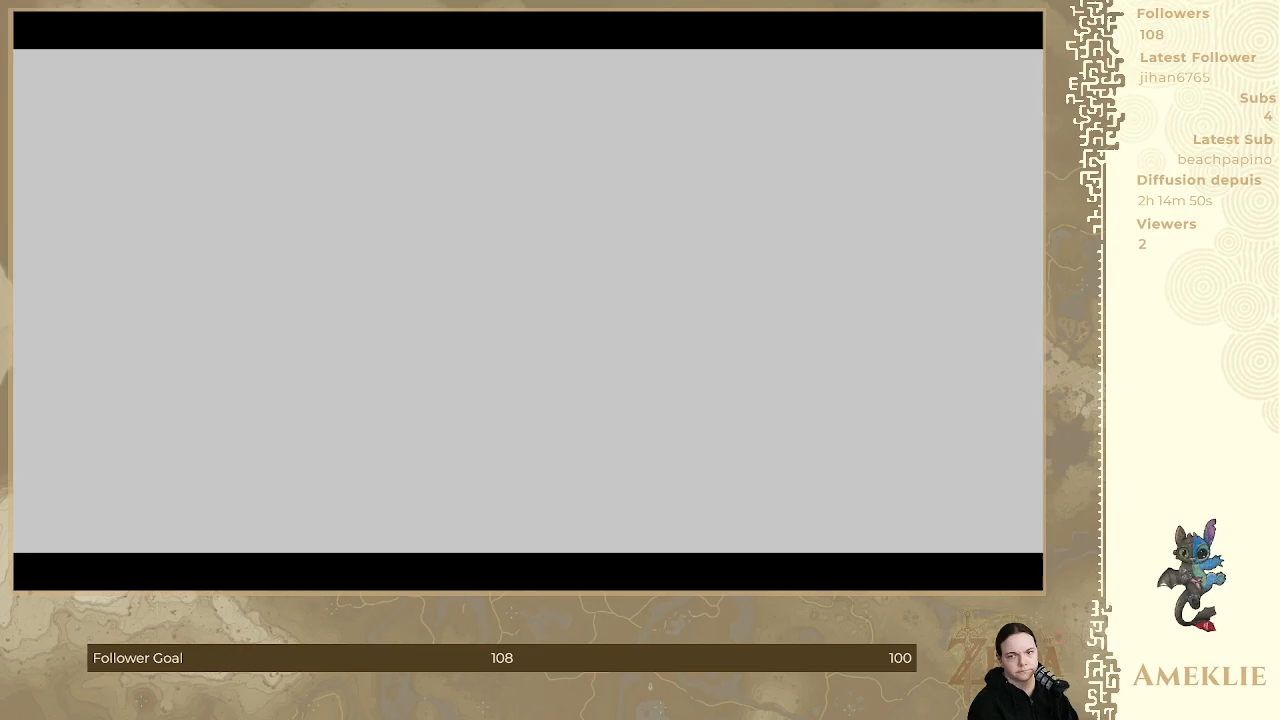 Followers
108
Latest Follower
jihan6765
Subs
4
Latest Sub
beachpapino
Diffusion depuis
2h 14m 50s
Viewers
2
Follower Goal 108 100
AMEKLIE